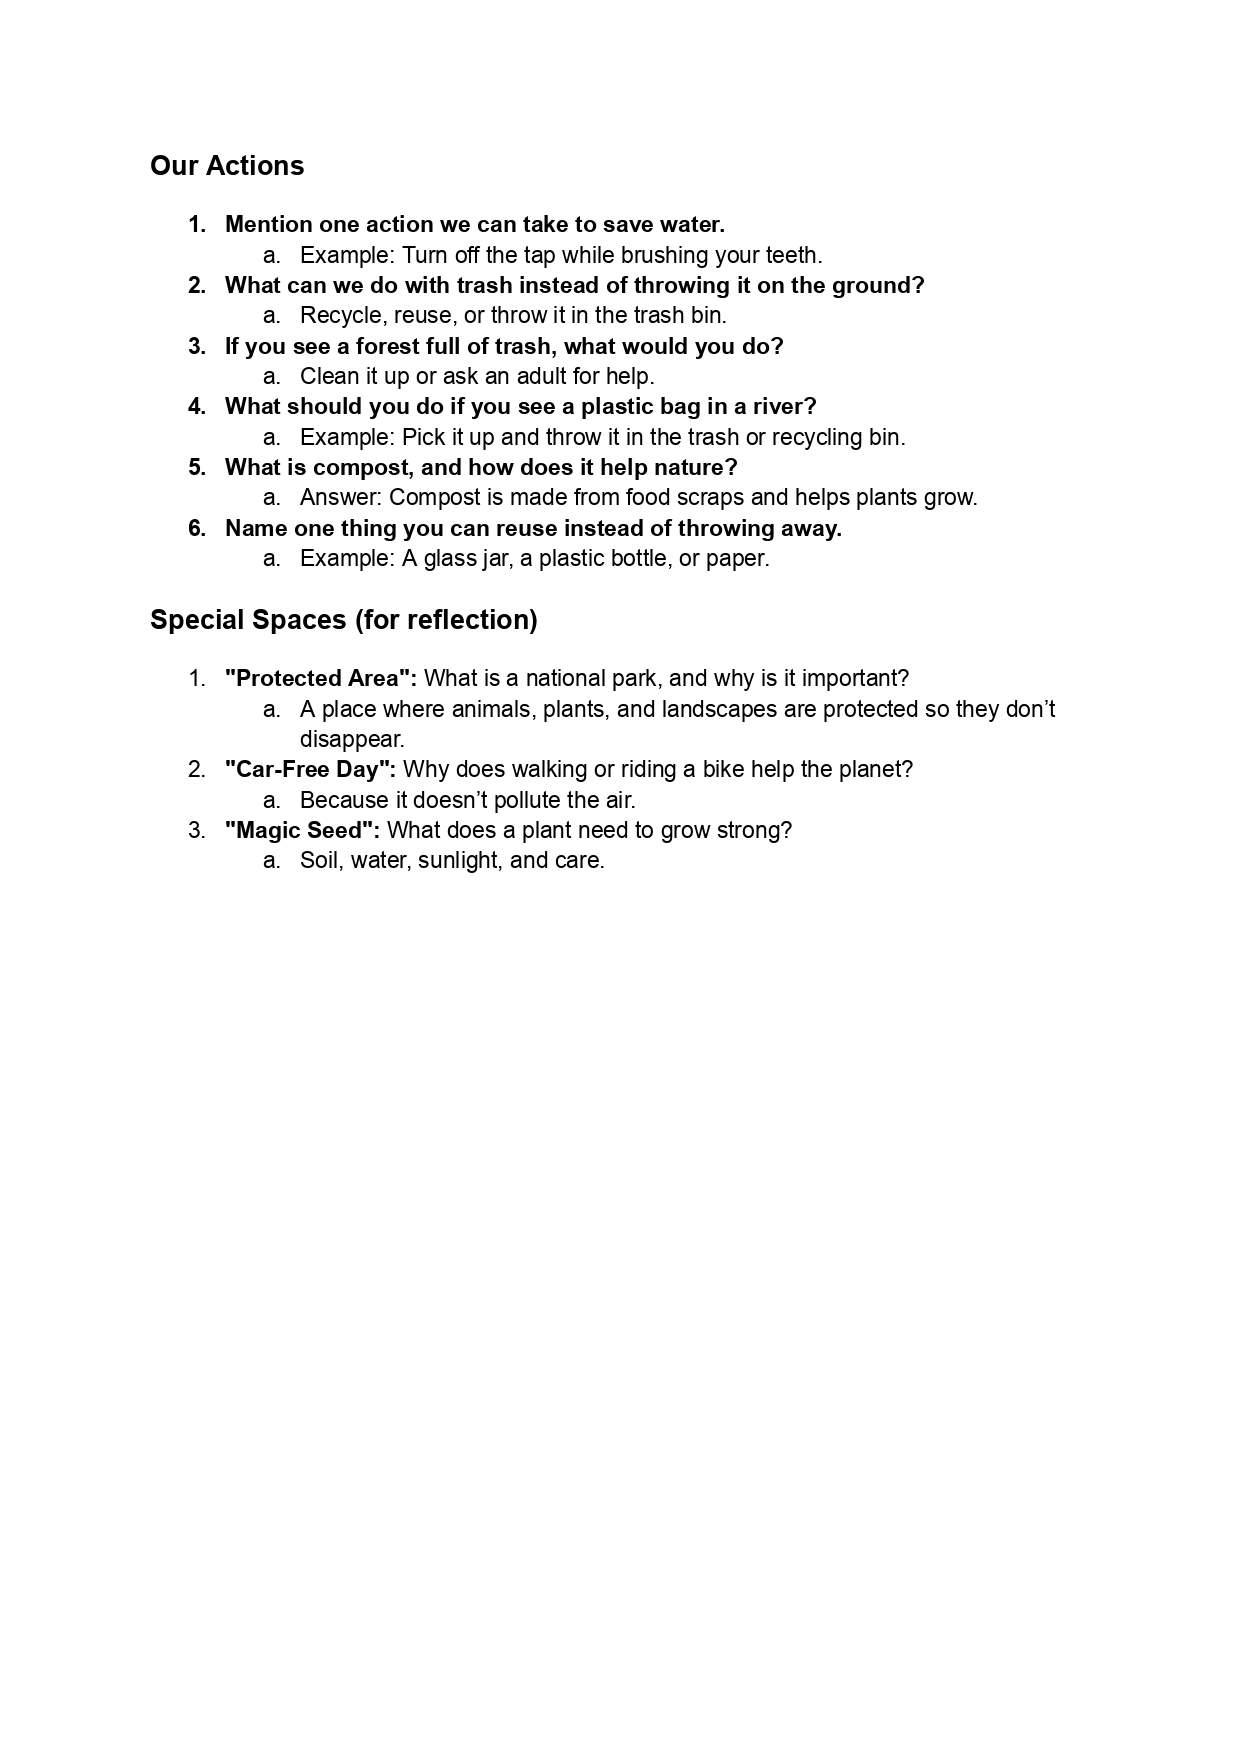 Our Actions
1. Mention one action we can take to save water.
a. Example: Turn off the tap while brushing your teeth.
2. What can we do with trash instead of throwing it on the ground?
a. Recycle, reuse, or throw it in the trash bin.
3. If you see a forest full of trash, what would you do?
a. Clean it up or ask an adult for help.
4. What should you do if you see a plastic bag in a river?
a. Example: Pick it up and throw it in the trash or recycling bin.
5. What is compost, and how does it help nature?
a. Answer: Compost is made from food scraps and helps plants grow.
6. Name one thing you can reuse instead of throwing away.
a. Example: A glass jar, a plastic bottle, or paper.
Special Spaces (for reflection)
1. "Protected Area": What is a national park, and why is it important?
a. A place where animals, plants, and landscapes are protected so they don’t
disappear.
2. "Car-Free Day": Why does walking or riding a bike help the planet?
a. Because it doesn’t pollute the air.
3. "Magic Seed": What does a plant need to grow strong?
a. Soil, water, sunlight, and care.